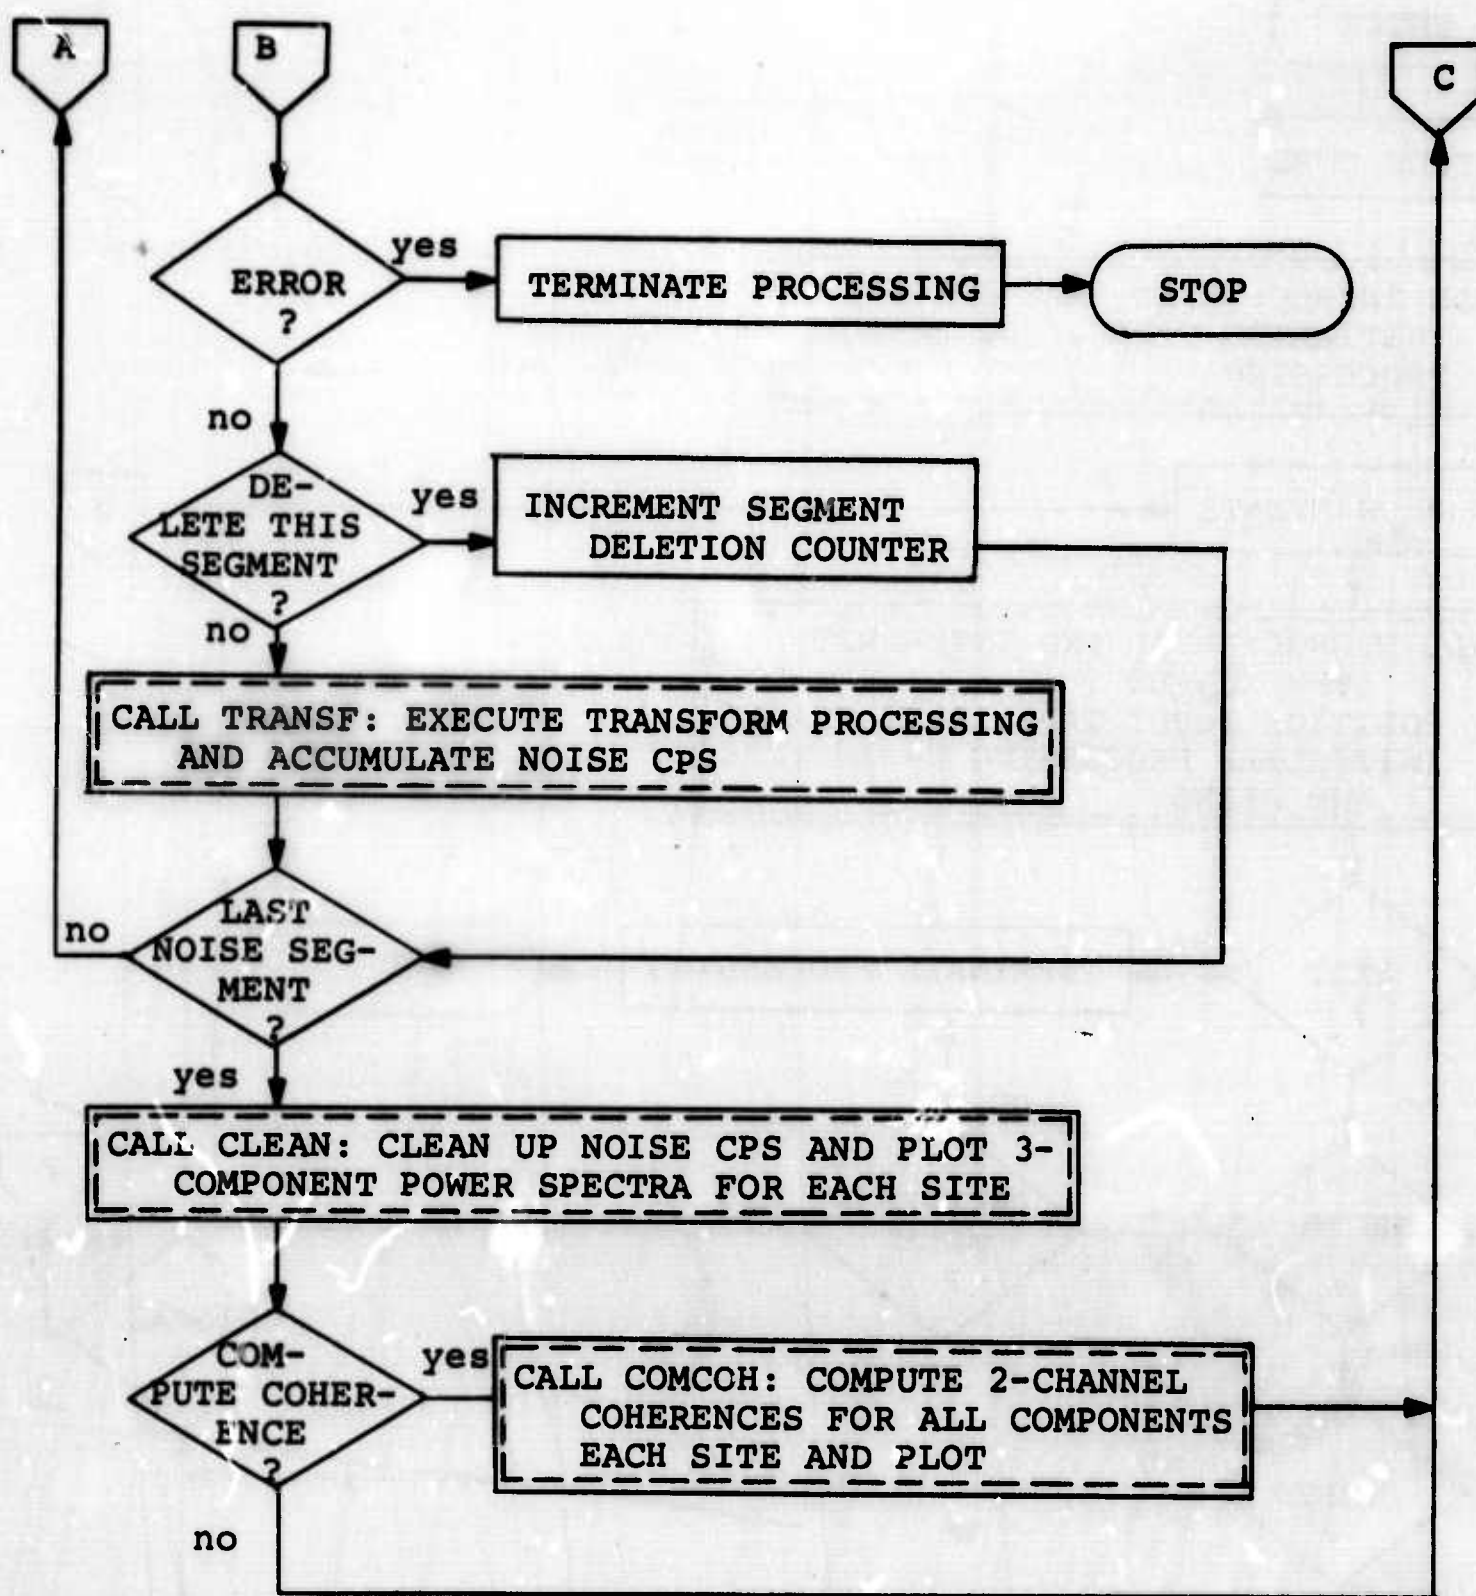 A
B
C
ERROR
?
yes
TERMINATE PROCESSING
STOP
no
DE-
LETE THIS
SEGMENT
?
yes
INCREMENT SEGMENT
DELETION COUNTER
no
CALL TRANSF: EXECUTE TRANSFORM PROCESSING
AND ACCUMULATE NOISE CPS
LAST
NOISE SEG-
MENT
?
no
yes
CALL CLEAN: CLEAN UP NOISE CPS AND PLOT 3-
COMPONENT POWER SPECTRA FOR EACH SITE
COM-
PUTE COHER-
ENCE
?
yes
CALL COMCOH: COMPUTE 2-CHANNEL
COHERENCES FOR ALL COMPONENTS
EACH SITE AND PLOT
no